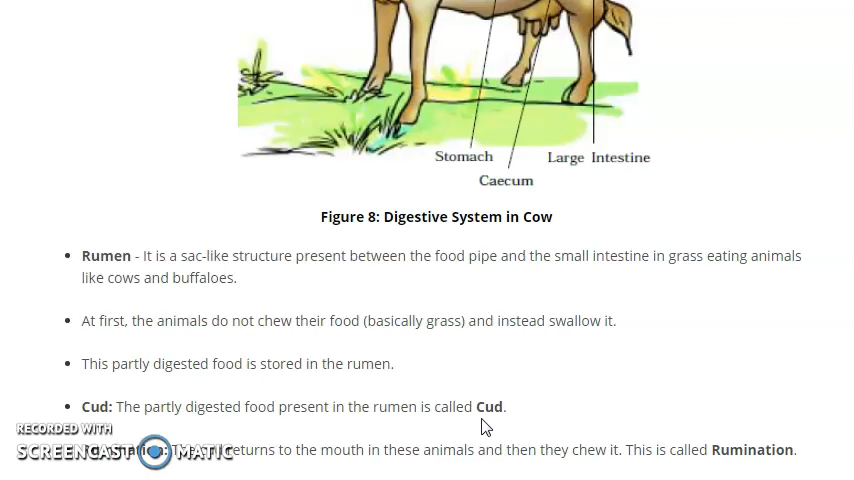 Stomach
Large Intestine
Caecum
Figure 8: Digestive System in Cow
Rumen - It is a sac-like structure present between the food pipe and the small intestine in grass eating animals
like cows and buffaloes.
At first, the animals do not chew their food (basically grass) and instead swallow it.
This partly digested food is stored in the rumen.
Cud: The partly digested food present in the rumen is called Cud.
RECORDED WITH
SCREENCAST MATIC
returns to the mouth in these animals and then they chew it. This is called Rumination.